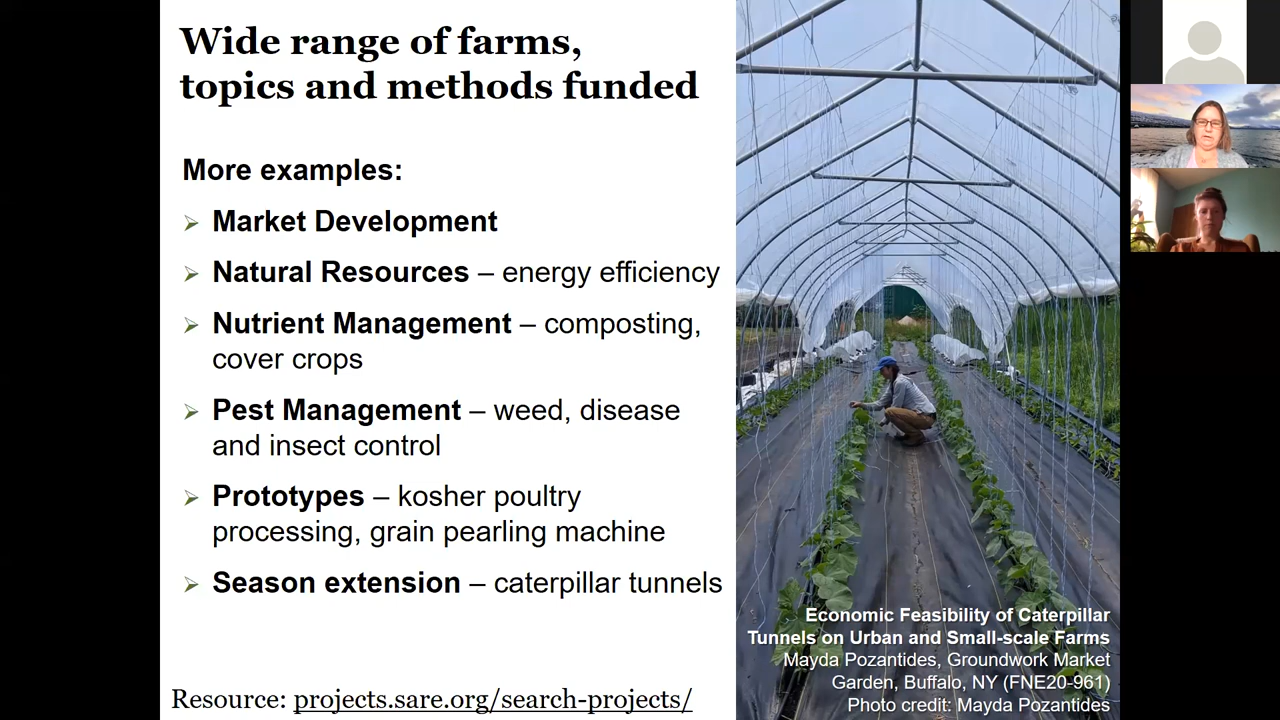 Wide range of farms,
topics and methods funded
More examples:
Market Development
Natural Resources – energy efficiency
Nutrient Management – composting,
cover crops
Pest Management – weed, disease
and insect control
Prototypes – kosher poultry
processing, grain pearling machine
Season extension – caterpillar tunnels
Resource: projects.sare.org/search-projects/
Economic Feasibility of Caterpillar
Tunnels on Urban and Small-scale Farms
Mayda Pozantides, Groundwork Market
Garden, Buffalo, NY (FNE20-961)
Photo credit: Mayda Pozantides